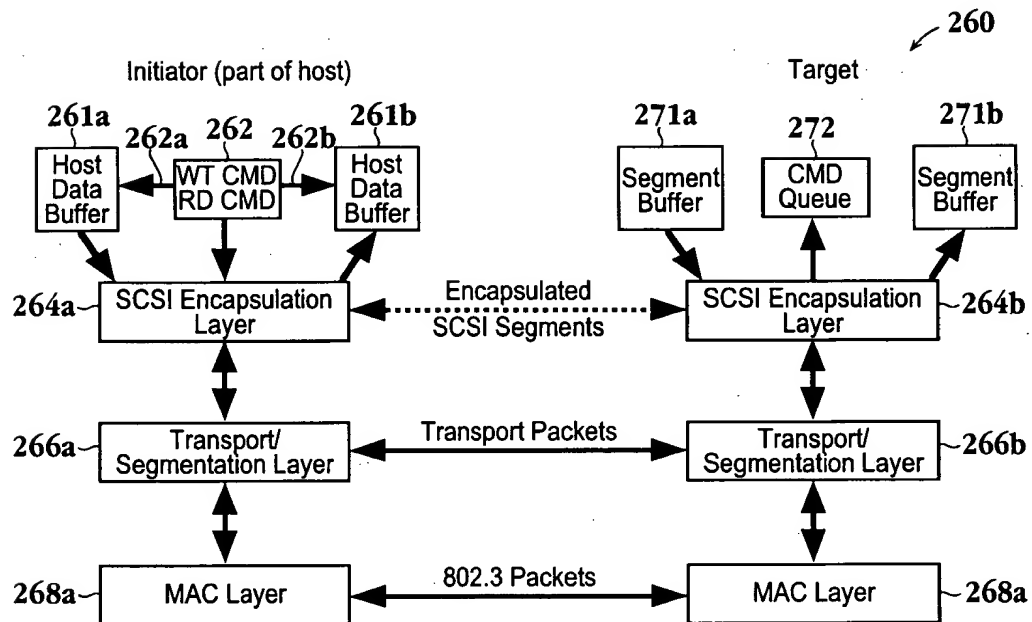 260
Initiator (part of host)
Target
261a
262a
262
262b
261b
271a
272
271b
Host
Data
Buffer
WT CMD
RD CMD
Host
Data
Buffer
Segment
Buffer
CMD
Queue
Segment
Buffer
264a
SCSI Encapsulation
Layer
Encapsulated
SCSI Segments
SCSI Encapsulation
Layer
264b
266a
Transport/
Segmentation Layer
Transport Packets
Transport/
Segmentation Layer
266b
268a
MAC Layer
802.3 Packets
MAC Layer
268a